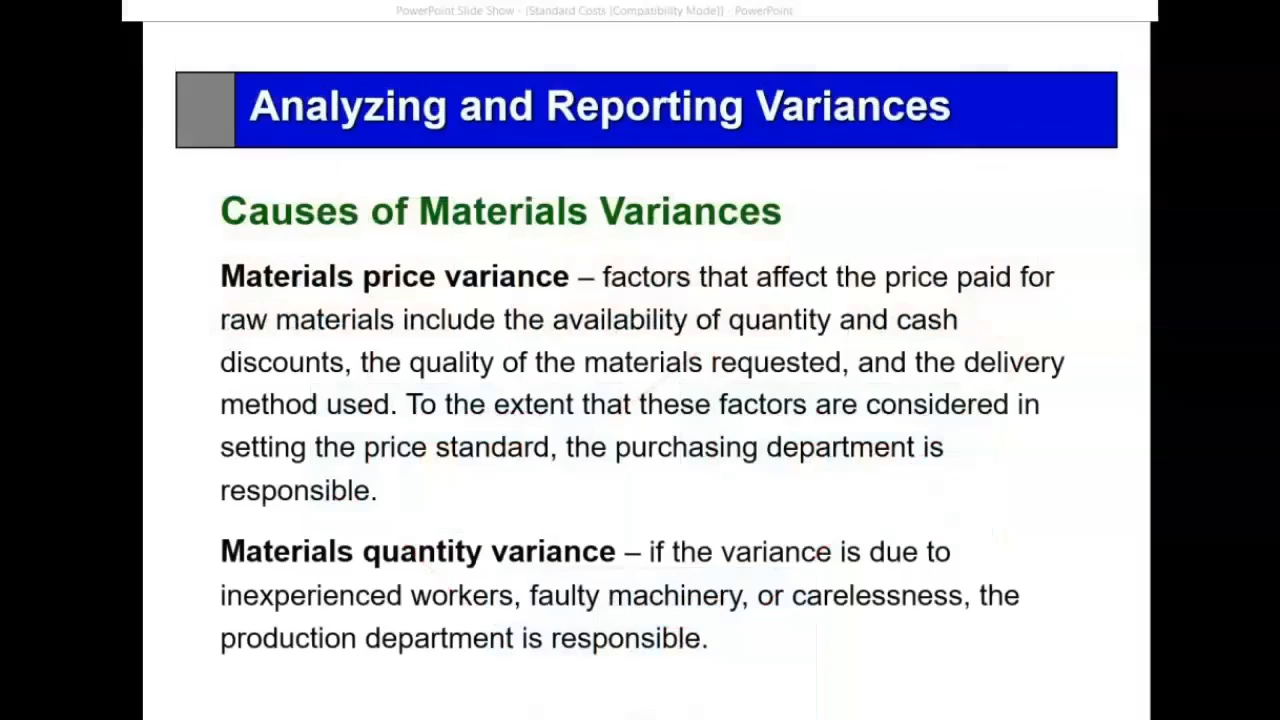 PowerPoint Slide Show - [Standard Costs [Compatibility Mode]] - PowerPoint
Analyzing and Reporting Variances
Causes of Materials Variances
Materials price variance – factors that affect the price paid for
raw materials include the availability of quantity and cash
discounts, the quality of the materials requested, and the delivery
method used. To the extent that these factors are considered in
setting the price standard, the purchasing department is
responsible.
Materials quantity variance – if the variance is due to
inexperienced workers, faulty machinery, or carelessness, the
production department is responsible.